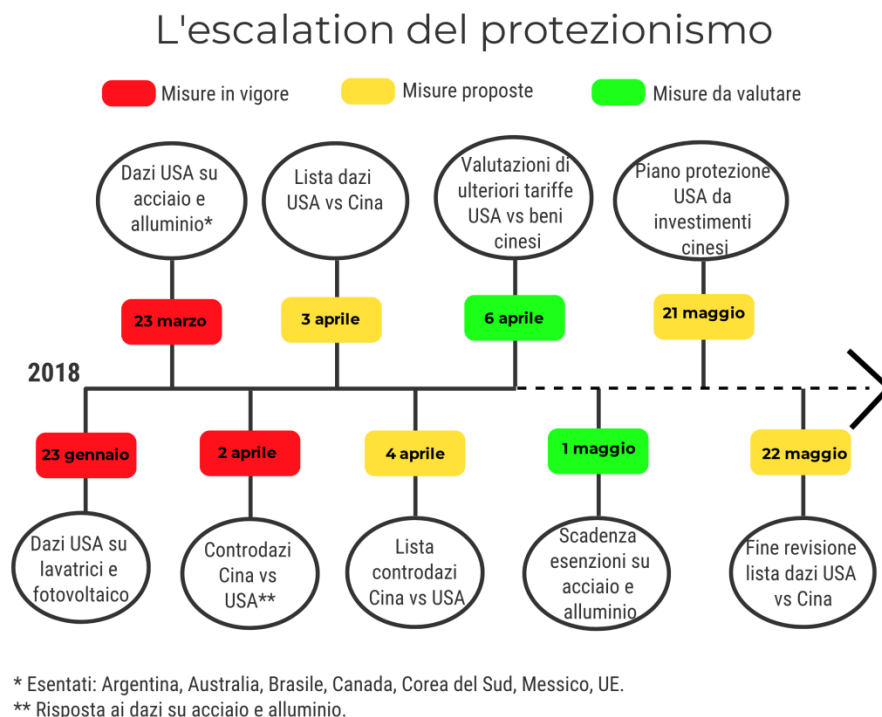 L'escalation del protezionismo
Misure in vigore
Misure proposte
Misure da valutare
Dazi USA su
acciaio e
alluminio*
Lista dazi
USA vs Cina
Valutazioni di
ulteriori tariffe
USA vs beni
cinesi
Piano protezione
USA da
investimenti
cinesi
23 marzo
3 aprile
6 aprile
21 maggio
2018
23 gennaio
2 aprile
4 aprile
1 maggio
22 maggio
Dazi USA su
lavatrici e
fotovoltaico
Controdazi
Cina vs
USA**
Lista
controdazi
Cina vs USA
Scadenza
esenzioni su
acciaio e
alluminio
Fine revisione
lista dazi USA
vs Cina
* Esentati: Argentina, Australia, Brasile, Canada, Corea del Sud, Messico, UE.
** Risposta ai dazi su acciaio e alluminio.